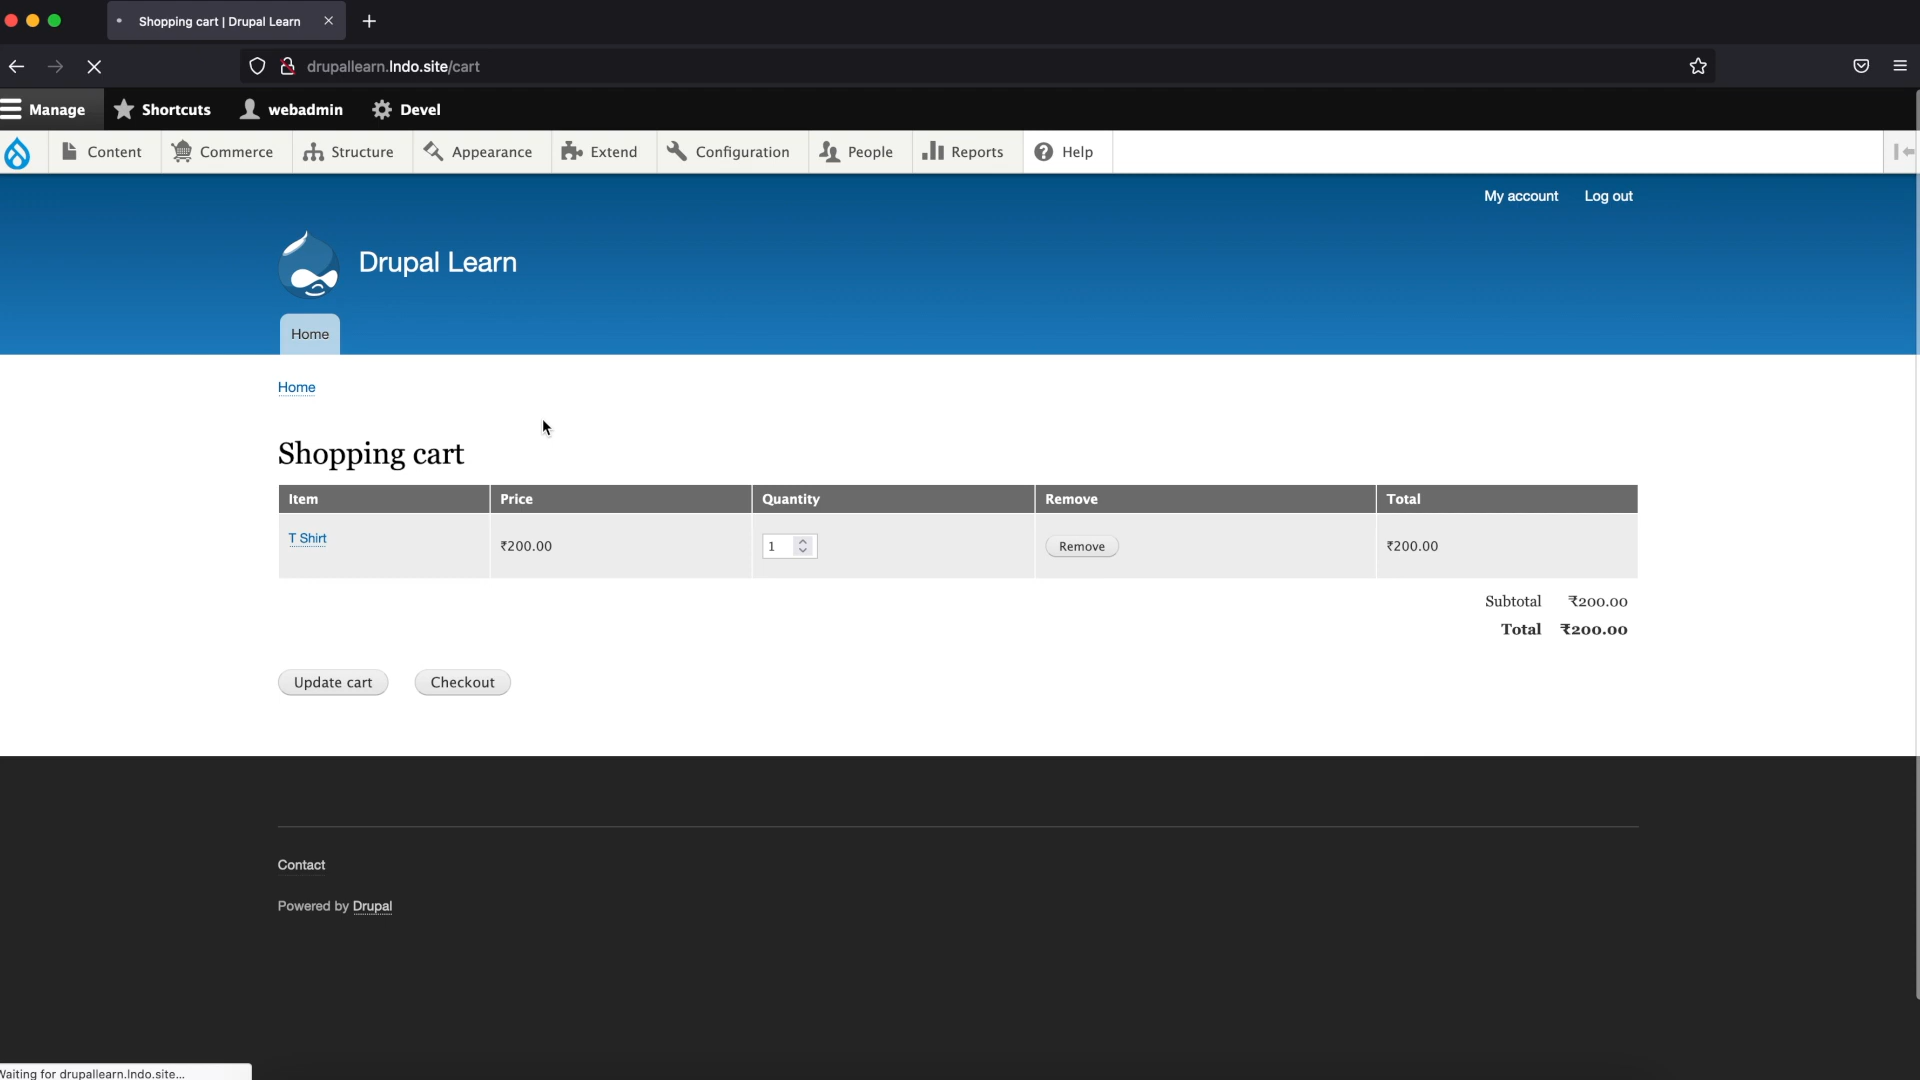 Shopping cart | Drupal Learn
drupallearn.lndo.site/cart
Manage Shortcuts webadmin Devel
Content Commerce Structure Appearance Extend Configuration People Reports Help
My account Log out
Drupal Learn
Home
Home
Shopping cart
Item Price Quantity Remove Total
T Shirt ₹200.00 1 Remove ₹200.00
Subtotal ₹200.00
Total ₹200.00
Update cart Checkout
Contact
Powered by Drupal
Waiting for drupallearn.lndo.site...